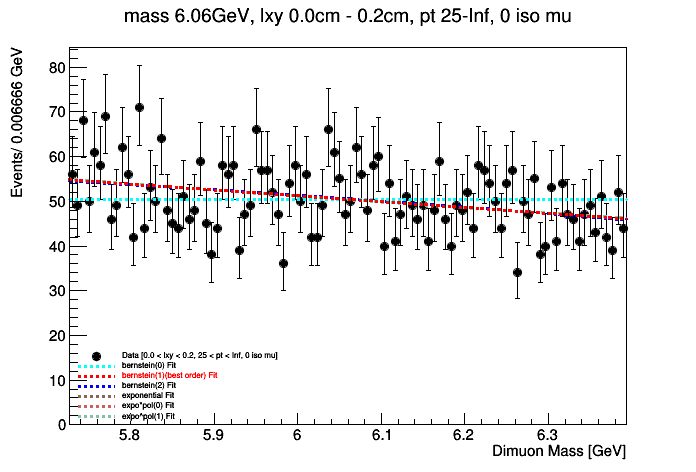 mass 6.06GeV, lxy 0.0cm - 0.2cm, pt 25-Inf, 0 iso mu
Events/ 0.006666 GeV
80
70
60
50
40
30
20
10
0
Data [0.0 < lxy < 0.2, 25 < pt < Inf, 0 iso mu]
bernstein(0) Fit
bernstein(1)(best order) Fit
bernstein(2) Fit
exponential Fit
expo*pol(0) Fit
expo^pol(1) Fit
5.8 5.9 6 6.1 6.2 6.3
Dimuon Mass [GeV]